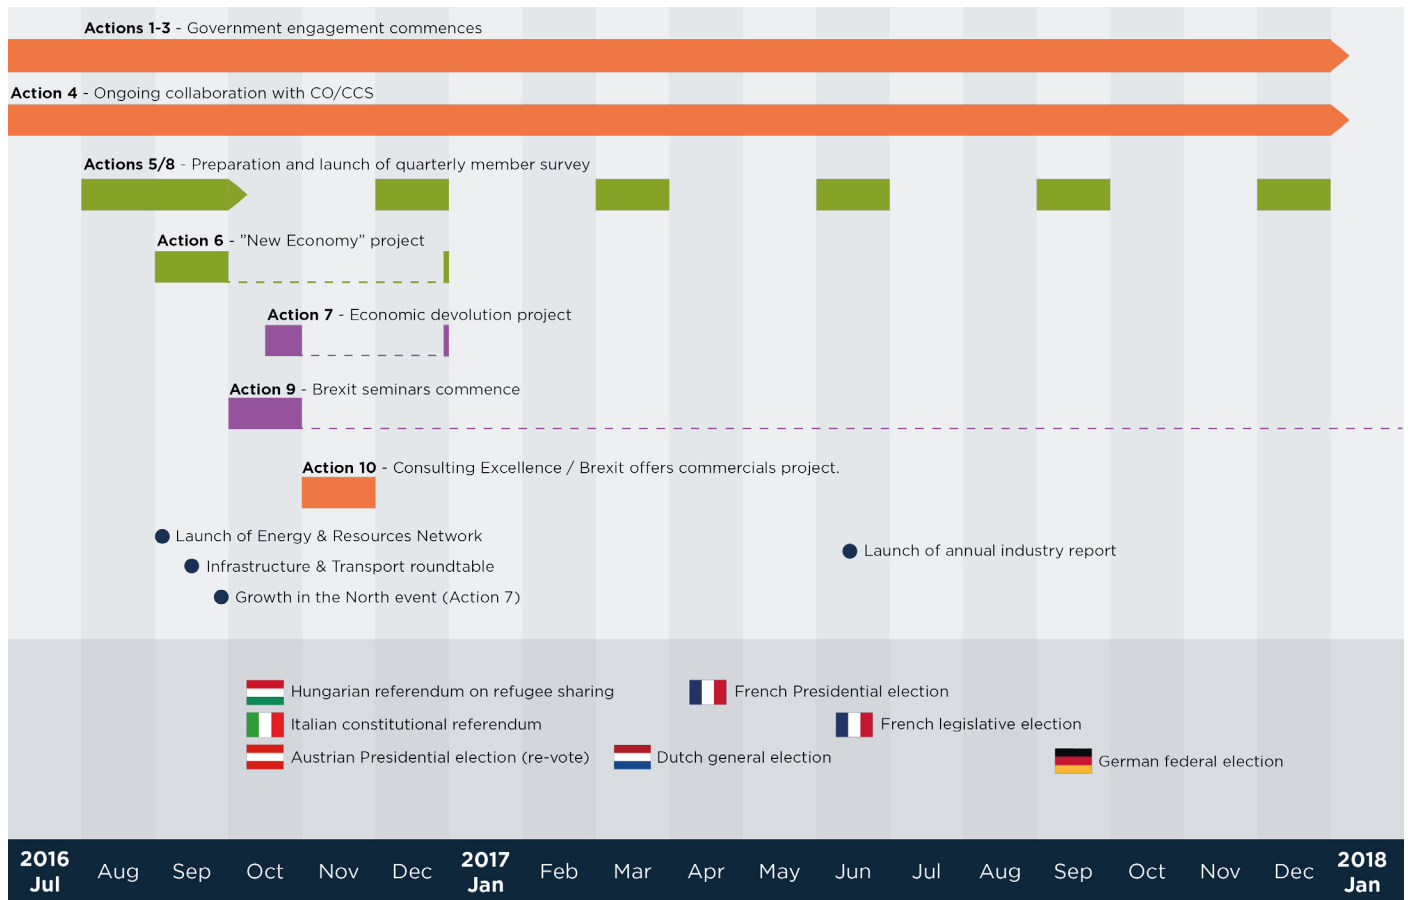 Actions 1-3 - Government engagement commences
Action 4 - Ongoing collaboration with CO/CCS
Actions 5/8 - Preparation and launch of quarterly member survey
Action 6 - ”New Economy” project
Action 7 - Economic devolution project
Action 9 - Brexit seminars commence
Action 10 - Consulting Excellence / Brexit offers commercials project.
Launch of Energy & Resources Network
Launch of annual industry report
Infrastructure & Transport roundtable
Growth in the North event (Action 7)
Hungarian referendum on refugee sharing
French Presidential election
Italian constitutional referendum
French legislative election
Austrian Presidential election (re-vote)
Dutch general election
German federal election
2016 Jul
Aug
Sep
Oct
Nov
Dec
2017 Jan
Feb
Mar
Apr
May
Jun
Jul
Aug
Sep
Oct
Nov
Dec
2018 Jan